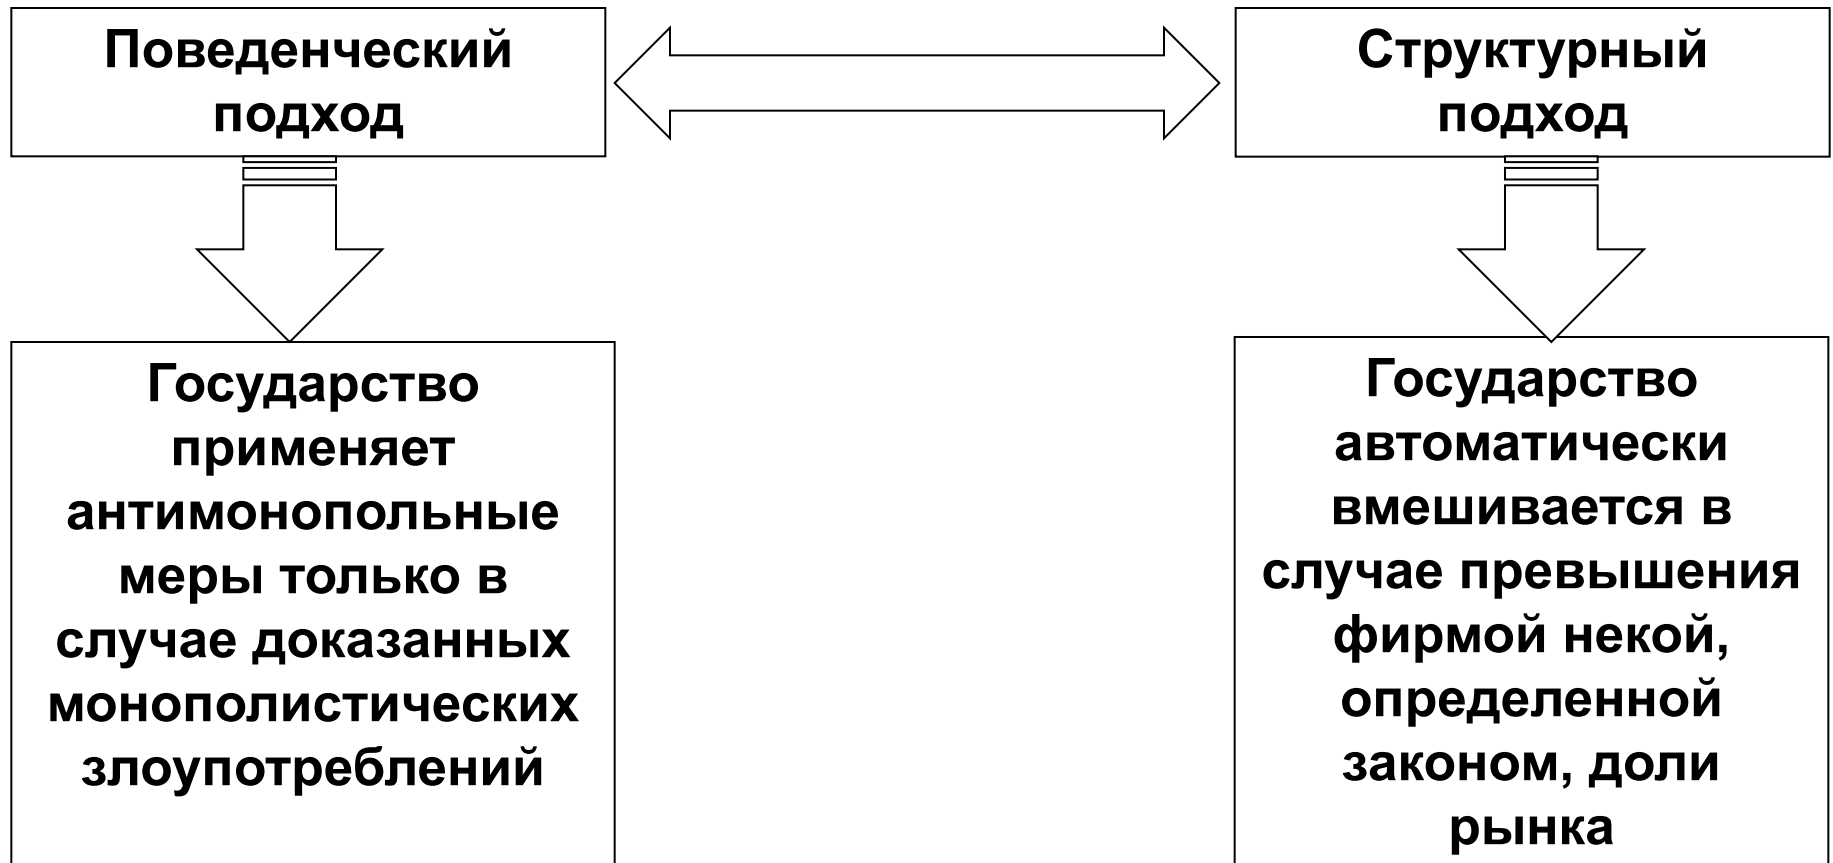 Поведенческий
подход
Структурный
подход
Государство
применяет
антимонопольные
меры только в
случае доказанных
монополистических
злоупотреблений
Государство
автоматически
вмешивается в
случае превышения
фирмой некой,
определенной
законом, доли
рынка